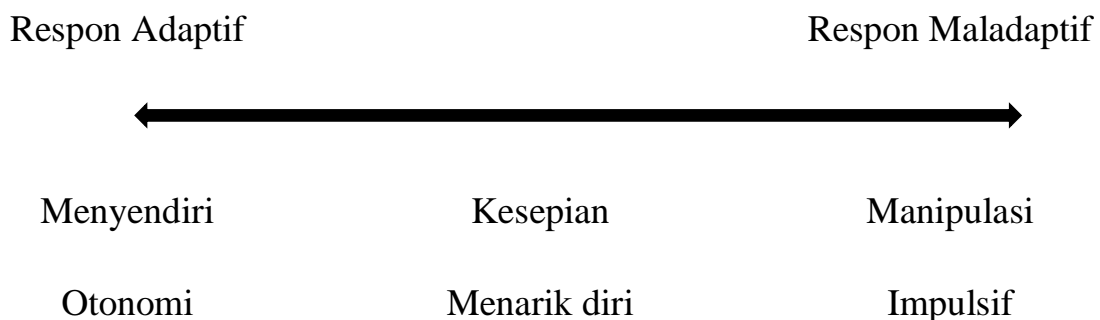 Respon Adaptif Respon Maladaptif
Menyendiri Kesepian Manipulasi
Otonomi Menarik diri Impulsif